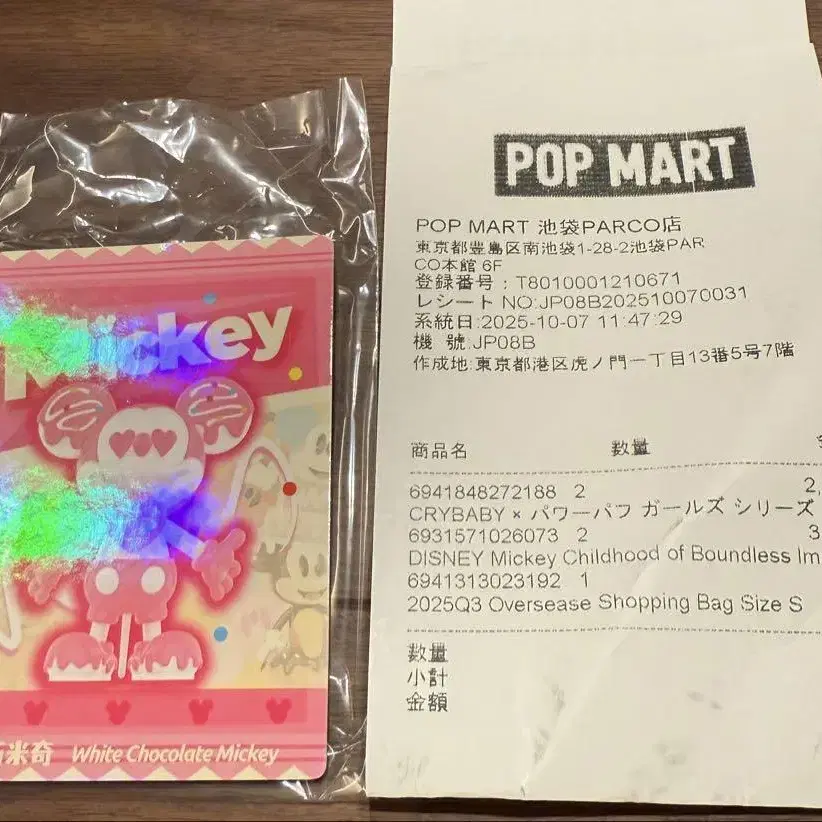 Mickey
米奇 White Chocolate Mickey
POP MART
POP MART 池袋PARCO店
東京都豊島区南池袋1-28-2池袋PAR
CO本館 6F
登録番号：T8010001210671
レシート NO:JP08B202510070031
系統日:2025-10-07 11:47:29
機 號:JP08B
作成地:東京都港区虎ノ門一丁目13番5号7階
商品名 数量
6941848272188 2 2,
CRYBABY × パワーパフ ガールズ シリーズ
6931571026073 2 3
DISNEY Mickey Childhood of Boundless Im
6941313023192 1
2025Q3 Oversease Shopping Bag Size S
数量
小計
金額